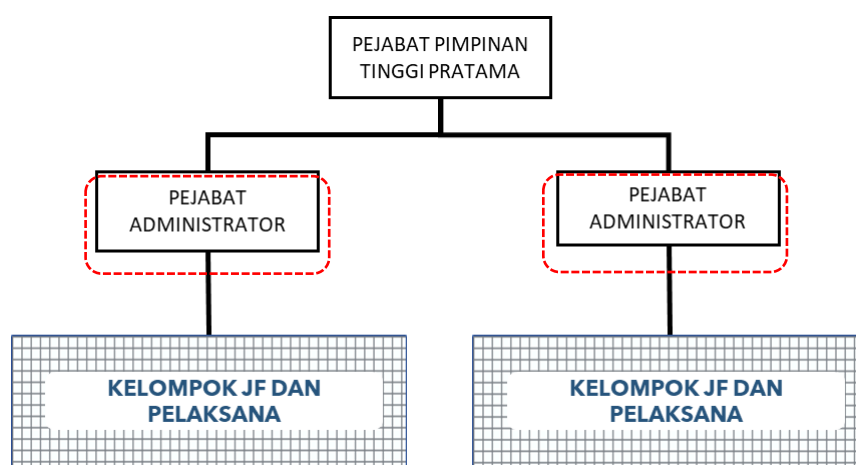 PEJABAT PIMPINAN
TINGGI PRATAMA
PEJABAT
ADMINISTRATOR
PEJABAT
ADMINISTRATOR
KELOMPOK JF DAN
PELAKSANA
KELOMPOK JF DAN
PELAKSANA